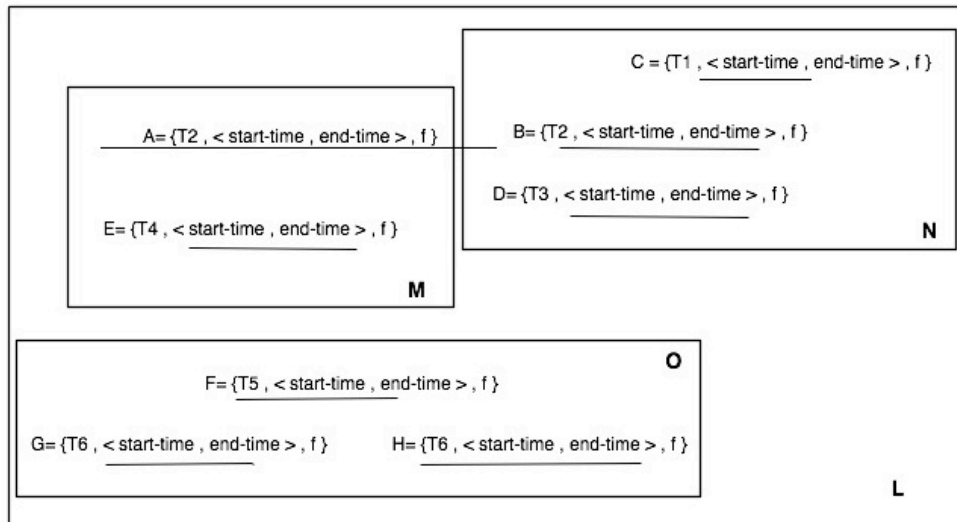 C = {T1 , < start-time , end-time > , f }
A= {T2 , < start-time , end-time > , f }
B= {T2 , < start-time , end-time > , f }
D= {T3 , < start-time , end-time > , f }
E= {T4 , < start-time , end-time > , f }
N
M
O
F= {T5 , < start-time , end-time > , f }
G= {T6 , < start-time , end-time > , f }
H= {T6 , < start-time , end-time > , f }
L